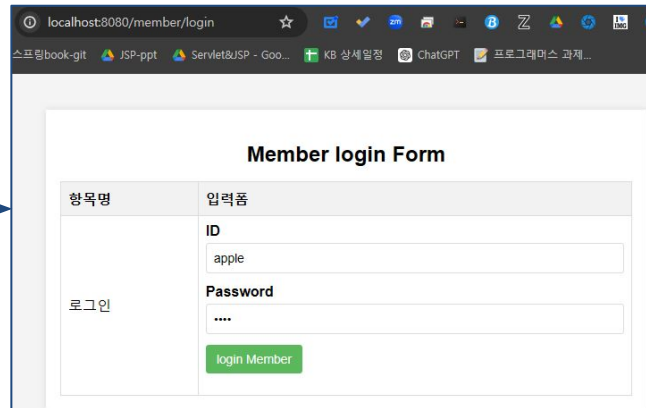 localhost:8080/member/login
스프링book-git JSP-ppt Servlet&JSP - Goo... KB 상세일정 ChatGPT 프로그래머스 과제...
Member login Form
항목명 입력폼
ID
apple
로그인
Password
••••
login Member